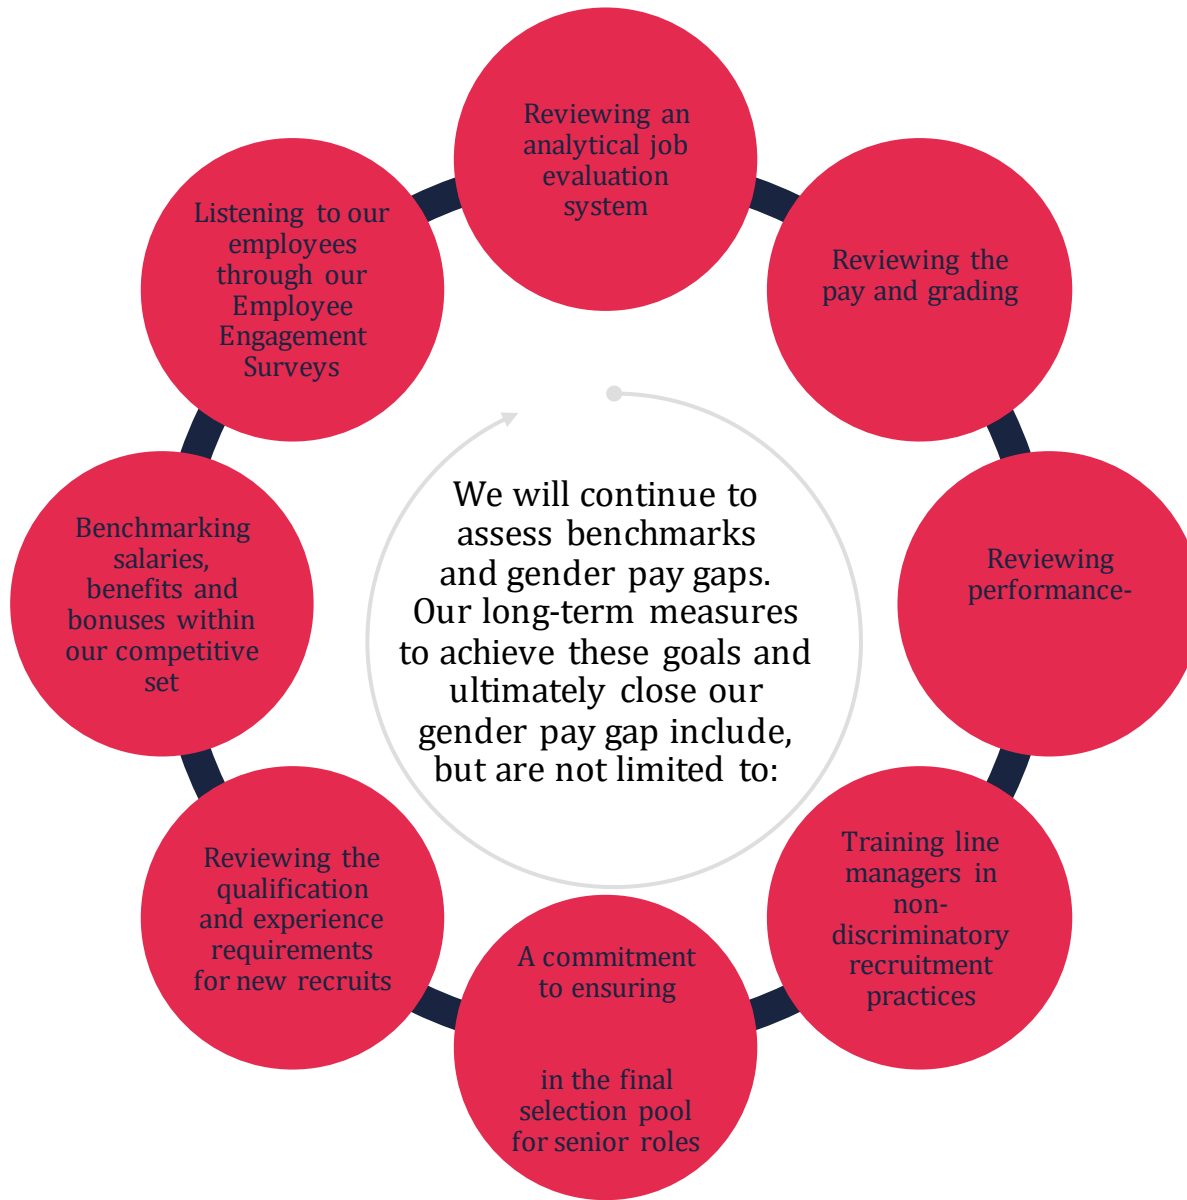 Reviewing an
analytical job
evaluation
system
Reviewing the
pay and grading
Reviewing
performance-
Training line
managers in
non-
discriminatory
recruitment
practices
A commitment
to ensuring
in the final
selection pool
for senior roles
Reviewing the
qualification
and experience
requirements
for new recruits
Benchmarking
salaries,
benefits and
bonuses within
our competitive
set
Listening to our
employees
through our
Employee
Engagement
Surveys
We will continue to
assess benchmarks
and gender pay gaps.
Our long-term measures
to achieve these goals and
ultimately close our
gender pay gap include,
but are not limited to: